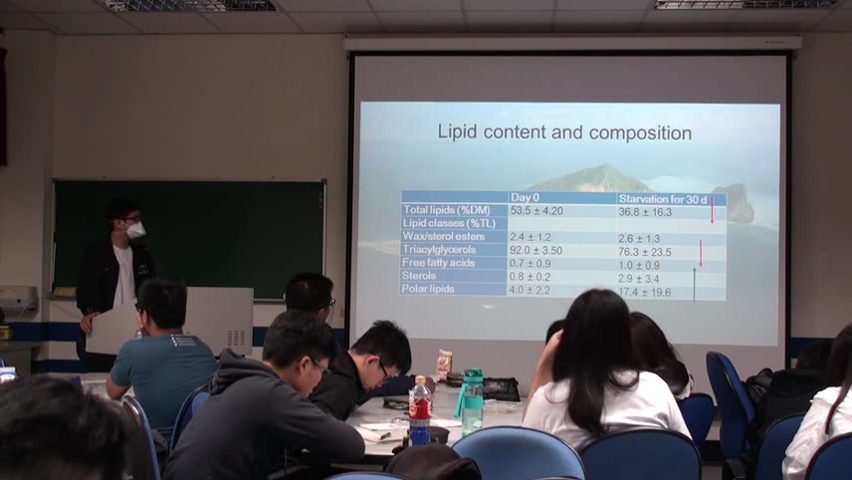 Lipid content and composition
Day 0 Starvation for 30 d
Total lipids (%DM) 53.5 ± 4.20 36.8 ± 16.3
Lipid classes (%TL)
Wax/sterol esters 2.4 ± 1.2 2.6 ± 1.3
Triacylglycerols 92.0 ± 3.50 76.3 ± 23.5
Free fatty acids 0.7 ± 0.9 1.0 ± 0.9
Sterols 0.8 ± 0.2 2.9 ± 3.4
Polar lipids 4.0 ± 2.2 17.4 ± 19.6